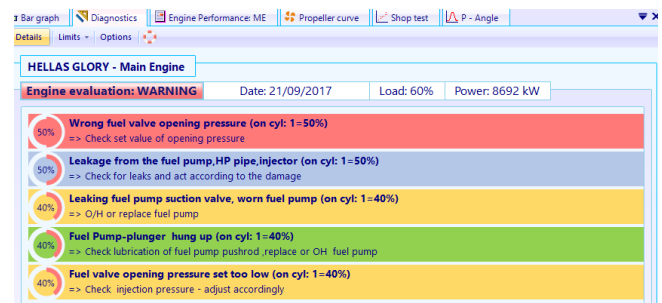 Bar graph Diagnostics Engine Performance: ME Propeller curve Shop test P - Angle
Details Limits Options
HELLAS GLORY - Main Engine
Engine evaluation: WARNING Date: 21/09/2017 Load: 60% Power: 8692 kW
50% Wrong fuel valve opening pressure (on cyl: 1=50%)
=> Check set value of opening pressure
50% Leakage from the fuel pump,HP pipe,injector (on cyl: 1=50%)
=> Check for leaks and act according to the damage
40% Leaking fuel pump suction valve, worn fuel pump (on cyl: 1=40%)
=> O/H or replace fuel pump
40% Fuel Pump-plunger hung up (on cyl: 1=40%)
=> Check lubrication of fuel pump pushrod ,replace or OH fuel pump
40% Fuel valve opening pressure set too low (on cyl: 1=40%)
=> Check injection pressure - adjust accordingly